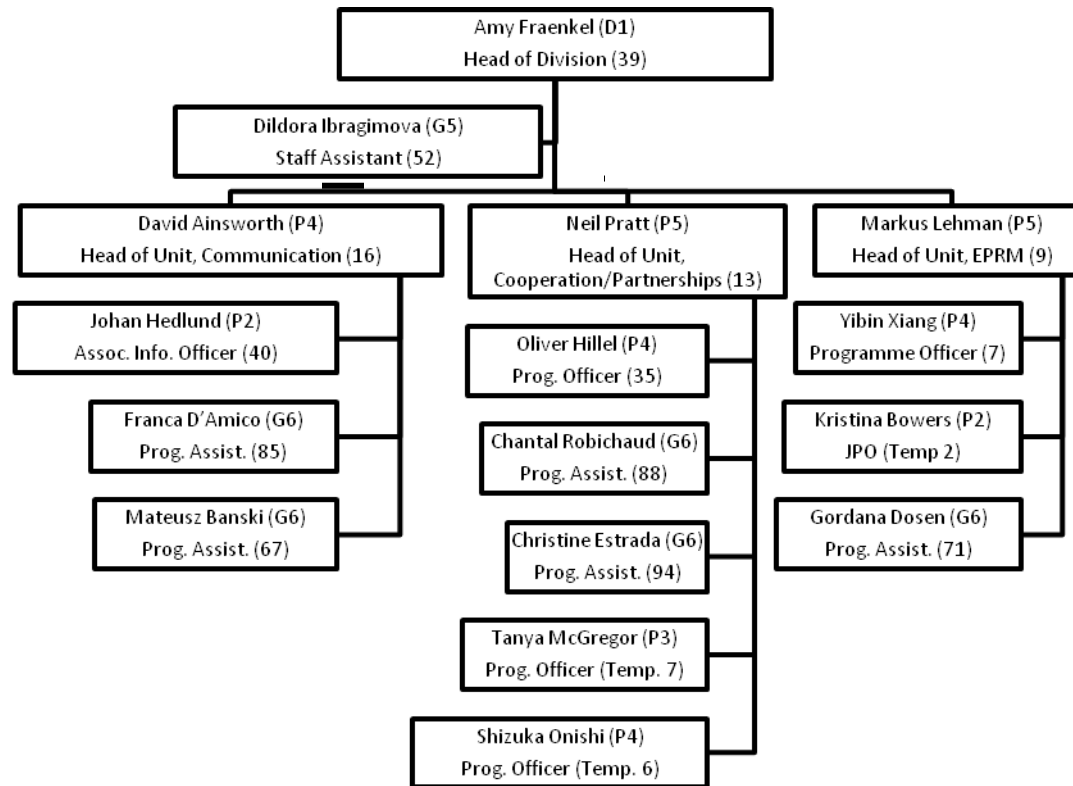 Amy Fraenkel (D1)
Head of Division (39)
Dildora Ibragimova (G5)
Staff Assistant (52)
David Ainsworth (P4)
Head of Unit, Communication (16)
Johan Hedlund (P2)
Assoc. Info. Officer (40)
Franca D’Amico (G6)
Prog. Assist. (85)
Mateusz Banski (G6)
Prog. Assist. (67)
Neil Pratt (P5)
Head of Unit,
Cooperation/Partnerships (13)
Oliver Hillel (P4)
Prog. Officer (35)
Chantal Robichaud (G6)
Prog. Assist. (88)
Christine Estrada (G6)
Prog. Assist. (94)
Tanya McGregor (P3)
Prog. Officer (Temp. 7)
Shizuka Onishi (P4)
Prog. Officer (Temp. 6)
Markus Lehman (P5)
Head of Unit, EPRM (9)
Yibin Xiang (P4)
Programme Officer (7)
Kristina Bowers (P2)
JPO (Temp 2)
Gordana Dosen (G6)
Prog. Assist. (71)